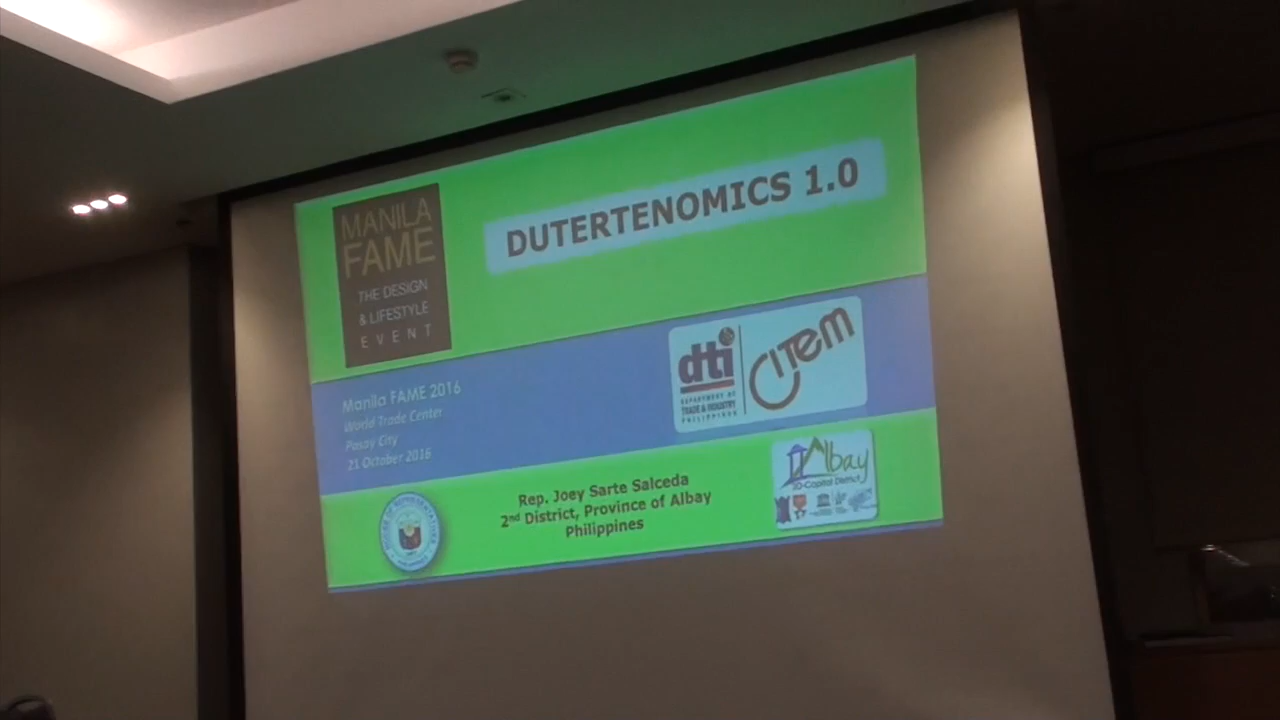 MANILA
FAME
THE DESIGN
& LIFESTYLE
EVENT
DUTERTENOMICS 1.0
Manila FAME 2016
World Trade Center
Pasay City
21 October 2016
dti
DEPARTMENT OF
TRADE & INDUSTRY
PHILIPPINES
CITEM
Rep. Joey Sarte Salceda
2nd District, Province of Albay
Philippines
Albay